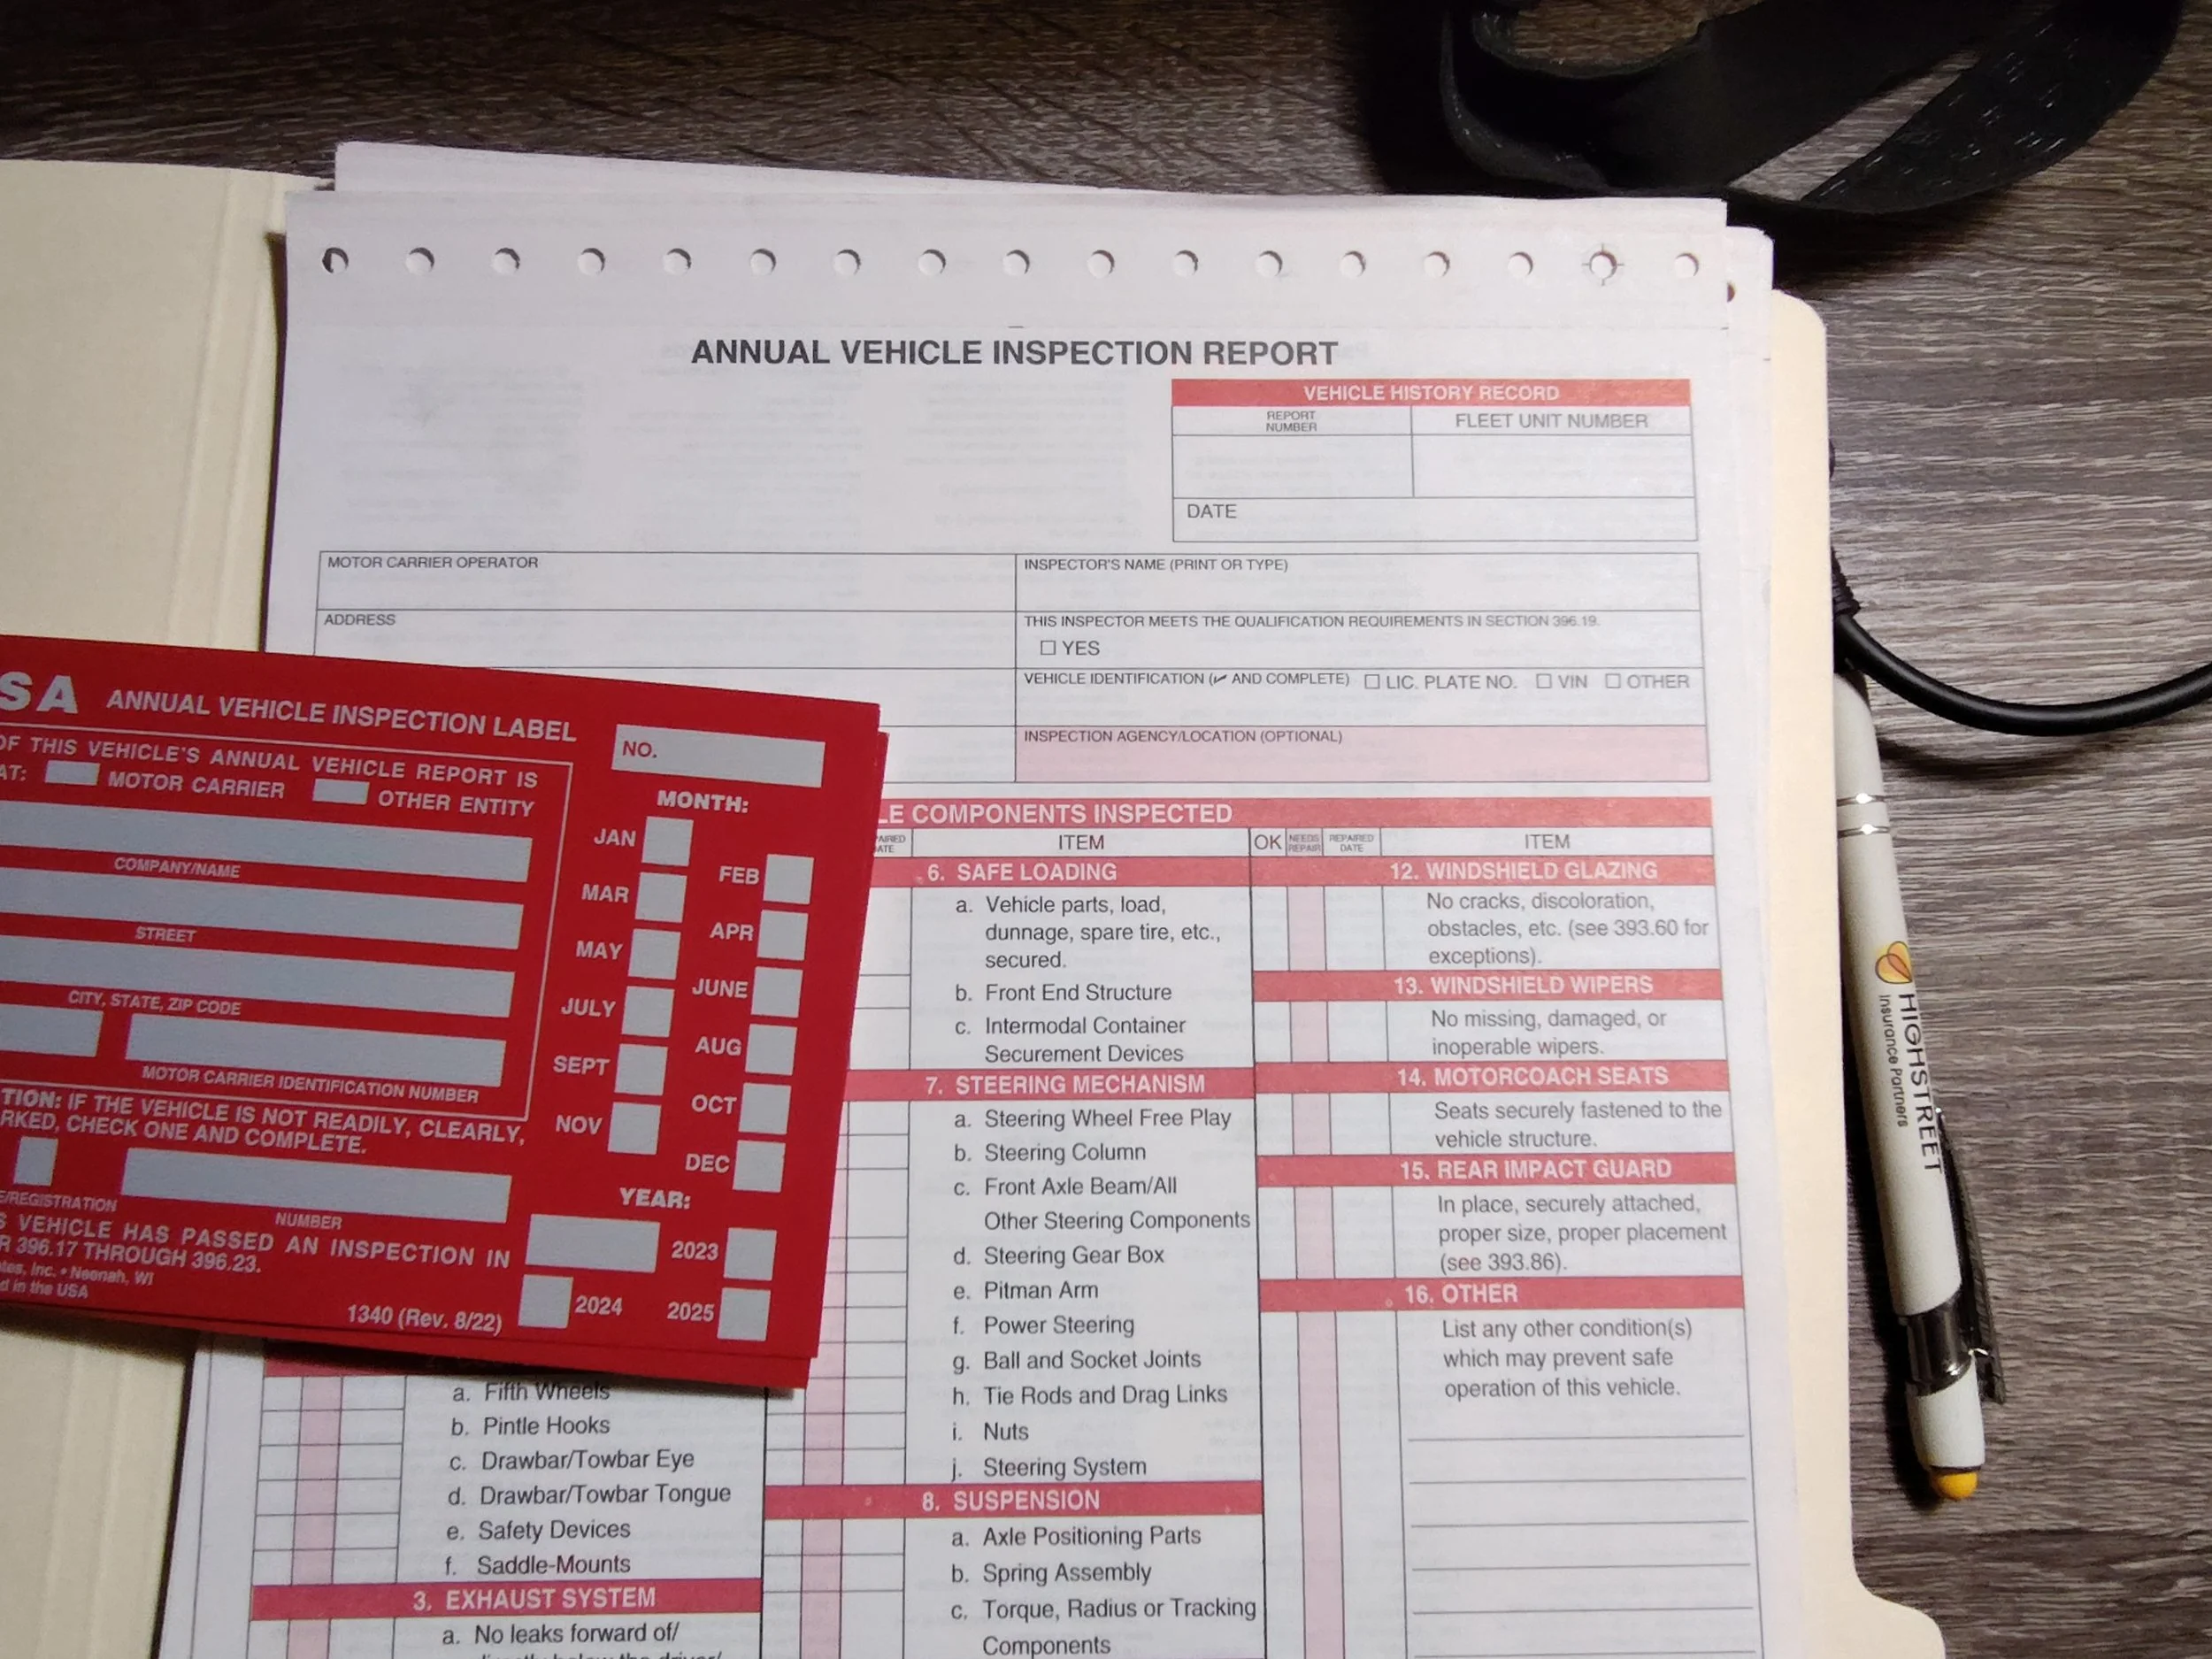 ANNUAL VEHICLE INSPECTION REPORT
VEHICLE HISTORY RECORD
REPORT NUMBER
FLEET UNIT NUMBER
DATE
MOTOR CARRIER OPERATOR
INSPECTOR'S NAME (PRINT OR TYPE)
ADDRESS
THIS INSPECTOR MEETS THE QUALIFICATION REQUIREMENTS IN SECTION 396.19.
☐ YES
VEHICLE IDENTIFICATION (✓ AND COMPLETE) ☐ LIC. PLATE NO. ☐ VIN ☐ OTHER
INSPECTION AGENCY/LOCATION (OPTIONAL)
SA ANNUAL VEHICLE INSPECTION LABEL
NO.
OF THIS VEHICLE'S ANNUAL VEHICLE REPORT IS
AT: MOTOR CARRIER OTHER ENTITY
COMPANY/NAME
STREET
CITY, STATE, ZIP CODE
MOTOR CARRIER IDENTIFICATION NUMBER
TION: IF THE VEHICLE IS NOT READILY, CLEARLY,
RKED, CHECK ONE AND COMPLETE.
E/REGISTRATION
NUMBER
S VEHICLE HAS PASSED AN INSPECTION IN
R 396.17 THROUGH 396.23.
tes, Inc. • Neenah, WI
d in the USA
1340 (Rev. 8/22)
MONTH:
JAN
FEB
MAR
APR
MAY
JUNE
JULY
AUG
SEPT
OCT
NOV
DEC
YEAR:
2023
2024
2025
LE COMPONENTS INSPECTED
AIRED ATE
ITEM
OK
NEEDS REPAIR
REPAIRED DATE
ITEM
a. Fifth Wheels
b. Pintle Hooks
c. Drawbar/Towbar Eye
d. Drawbar/Towbar Tongue
e. Safety Devices
f. Saddle-Mounts
3. EXHAUST SYSTEM
a. No leaks forward of/
directly below the driver/
6. SAFE LOADING
a. Vehicle parts, load,
dunnage, spare tire, etc.,
secured.
b. Front End Structure
c. Intermodal Container
Securement Devices
7. STEERING MECHANISM
a. Steering Wheel Free Play
b. Steering Column
c. Front Axle Beam/All
Other Steering Components
d. Steering Gear Box
e. Pitman Arm
f. Power Steering
g. Ball and Socket Joints
h. Tie Rods and Drag Links
i. Nuts
j. Steering System
8. SUSPENSION
a. Axle Positioning Parts
b. Spring Assembly
c. Torque, Radius or Tracking
Components
12. WINDSHIELD GLAZING
No cracks, discoloration,
obstacles, etc. (see 393.60 for
exceptions).
13. WINDSHIELD WIPERS
No missing, damaged, or
inoperable wipers.
14. MOTORCOACH SEATS
Seats securely fastened to the
vehicle structure.
15. REAR IMPACT GUARD
In place, securely attached,
proper size, proper placement
(see 393.86).
16. OTHER
List any other condition(s)
which may prevent safe
operation of this vehicle.
HIGHSTREET
Insurance Partners